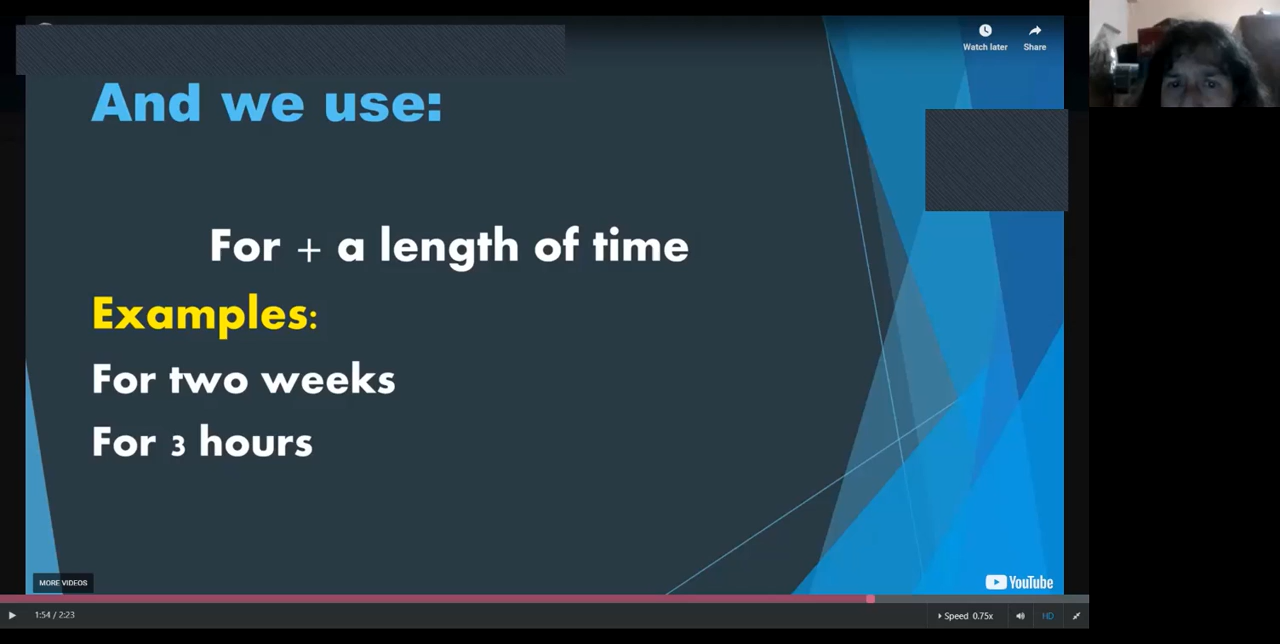 Watch later
Share
And we use:
For + a length of time
Examples:
For two weeks
For 3 hours
MORE VIDEOS
YouTube
1:54 / 2:23
Speed 0.75x
HD